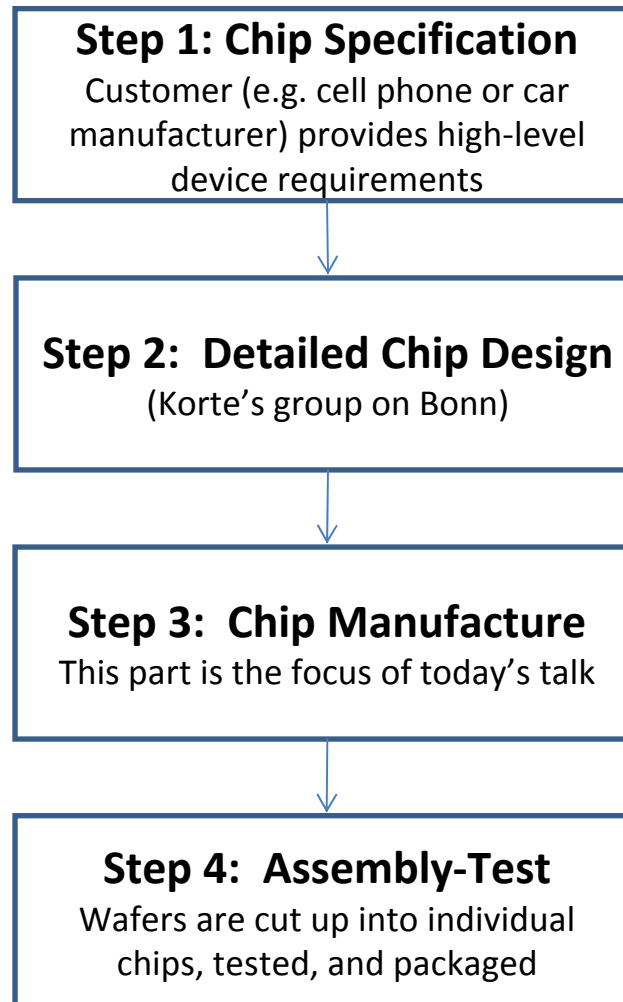 Step 1: Chip Specification
Customer (e.g. cell phone or car
manufacturer) provides high-level
device requirements
Step 2:  Detailed Chip Design
(Korte’s group on Bonn)
Step 3:  Chip Manufacture
This part is the focus of today’s talk
Step 4:  Assembly-Test
Wafers are cut up into individual
chips, tested, and packaged